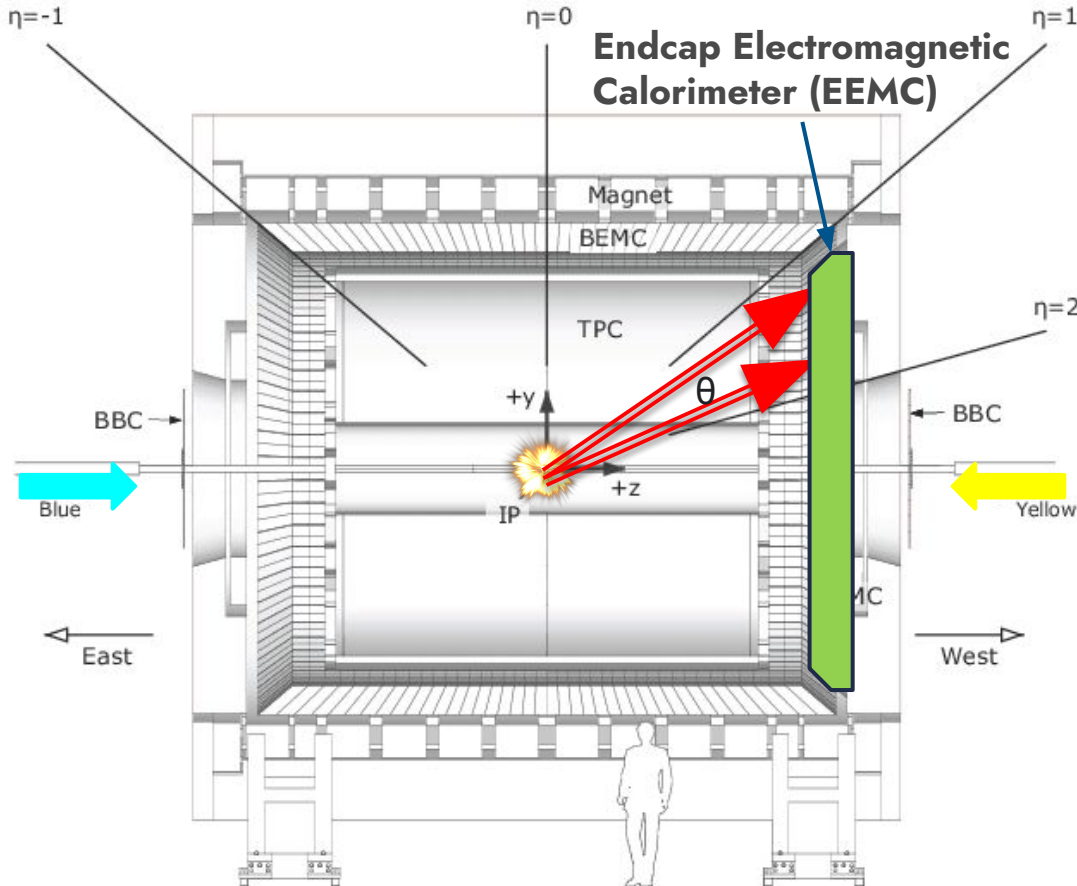 η=-1
η=0
η=1
Endcap Electromagnetic
Calorimeter (EEMC)
Magnet
BEMC
η=2
TPC
θ
+y
BBC
BBC
+z
Blue
IP
Yellow
MC
East
West